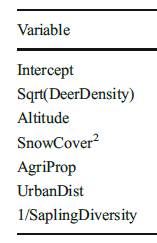 Variable
Intercept
Sqrt(DeerDensity)
Altitude
SnowCover²
AgriProp
UrbanDist
1/SaplingDiversity